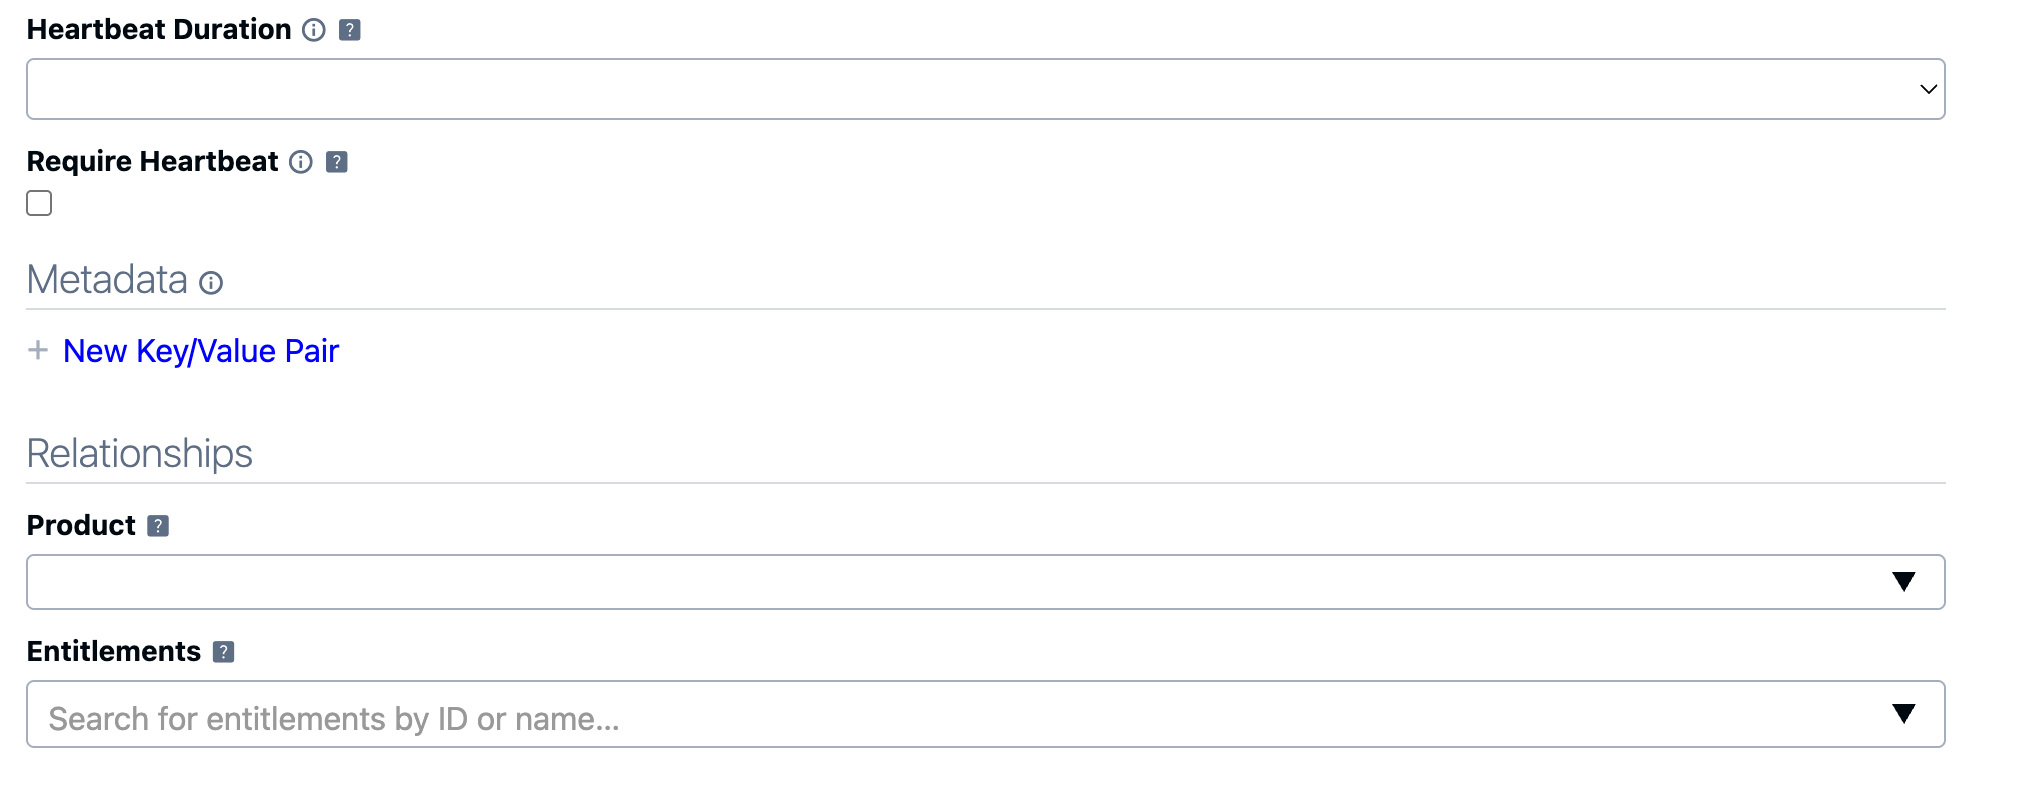 Heartbeat Duration ?
Require Heartbeat ?
Metadata
+ New Key/Value Pair
Relationships
Product ?
Entitlements ?
Search for entitlements by ID or name...